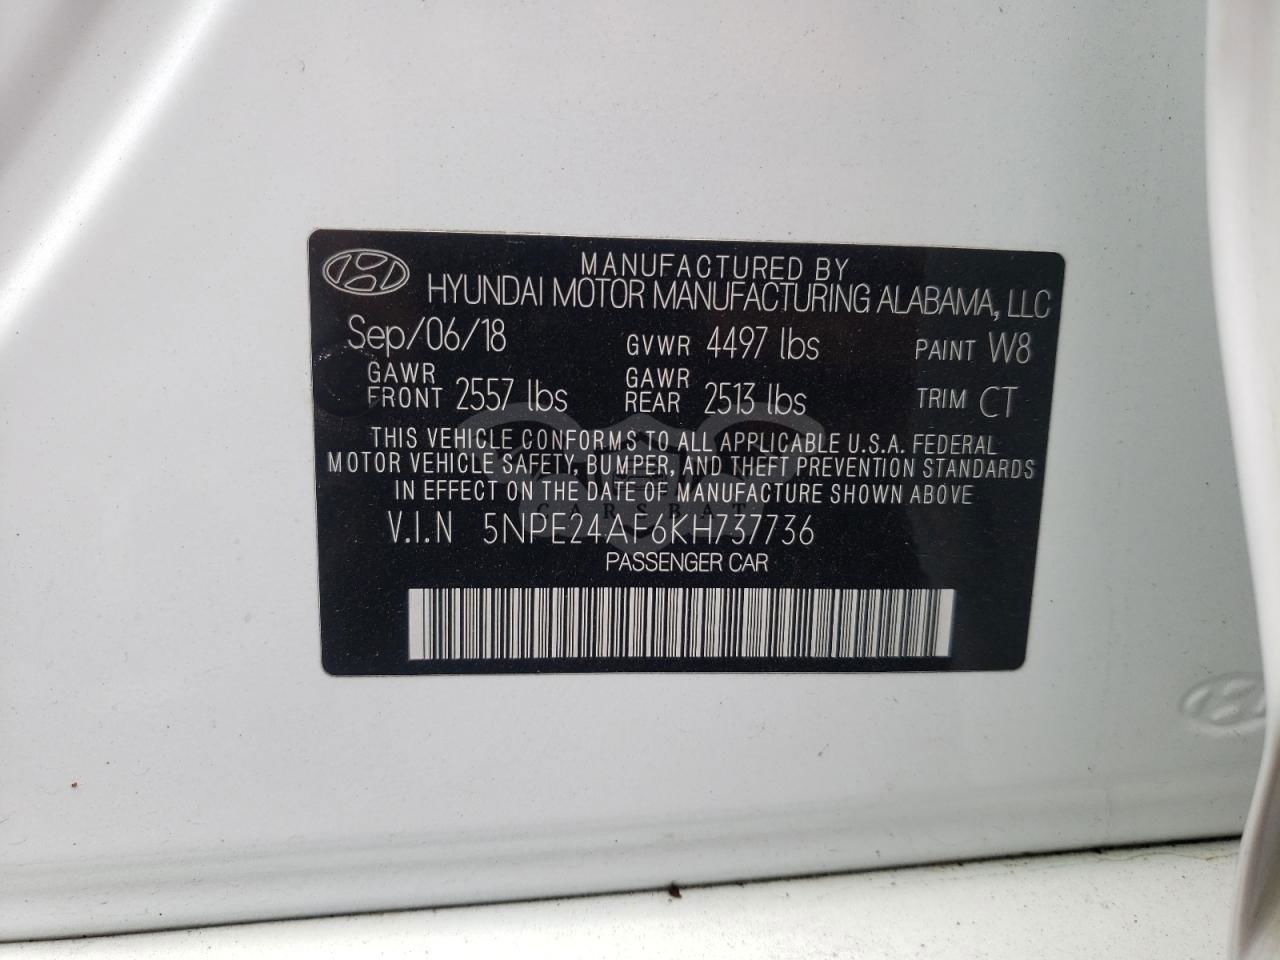 MANUFACTURED BY
HYUNDAI MOTOR MANUFACTURING ALABAMA, LLC
Sep/06/18 GVWR 4497 lbs PAINT W8
GAWR FRONT 2557 lbs GAWR REAR 2513 lbs TRIM CT
THIS VEHICLE CONFORMS TO ALL APPLICABLE U.S.A. FEDERAL
MOTOR VEHICLE SAFETY, BUMPER, AND THEFT PREVENTION STANDARDS
IN EFFECT ON THE DATE OF MANUFACTURE SHOWN ABOVE
CARSBAT
V.I.N 5NPE24AF6KH737736
PASSENGER CAR